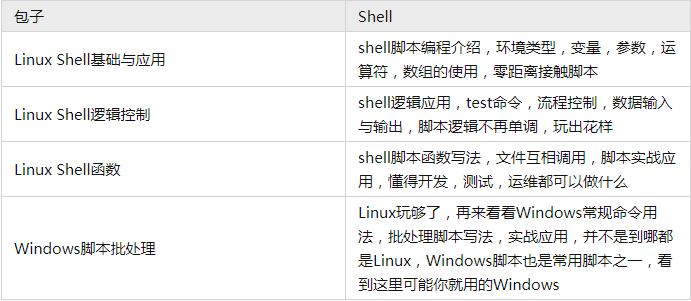 包子
Shell
Linux Shell基础与应用
shell脚本编程介绍，环境类型，变量，参数，运
算符，数组的使用，零距离接触脚本
Linux Shell逻辑控制
shell逻辑应用，test命令，流程控制，数据输入
与输出，脚本逻辑不再单调，玩出花样
Linux Shell函数
shell脚本函数写法，文件互相调用，脚本实战应
用，懂得开发，测试，运维都可以做什么
Windows脚本批处理
Linux玩够了，再来看看Windows常规命令用
法，批处理脚本写法，实战应用，并不是到哪都
是Linux，Windows脚本也是常用脚本之一，看
到这里可能你就用的Windows